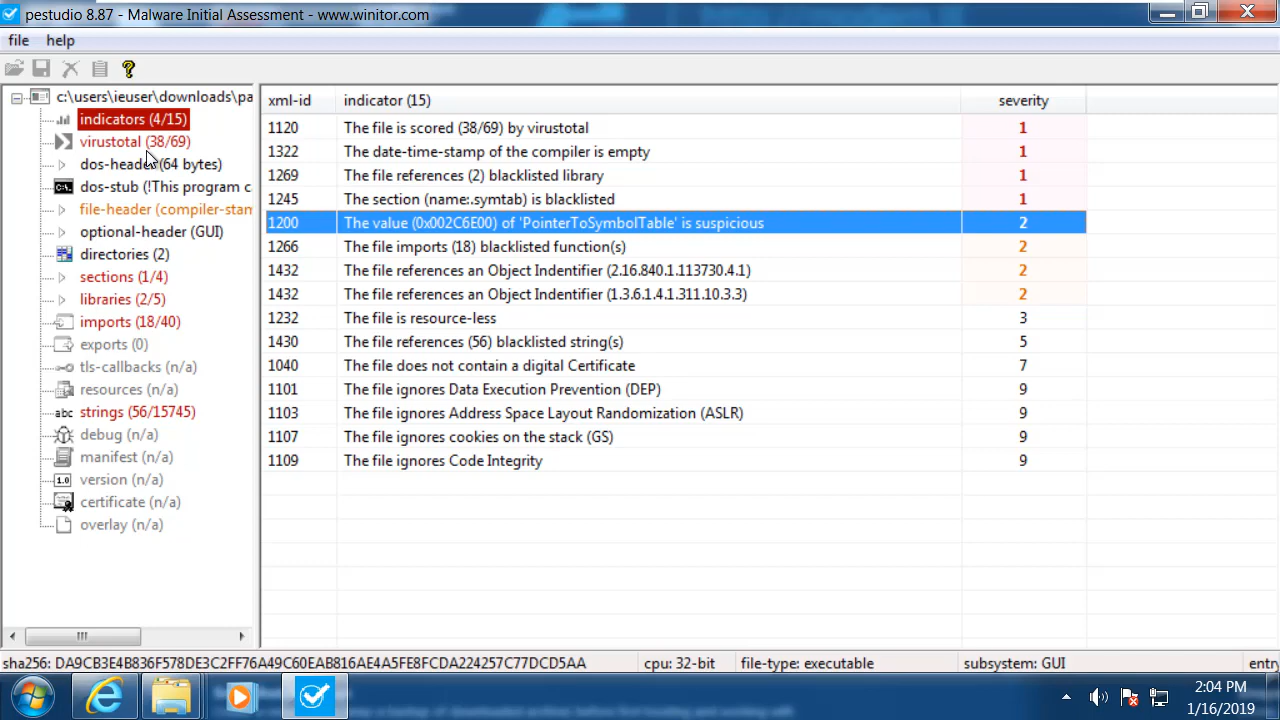 pestudio 8.87 - Malware Initial Assessment - www.winitor.com
file help
c:\users\ieuser\downloads\pa
indicators (4/15)
virustotal (38/69)
dos-header (64 bytes)
dos-stub (!This program c
file-header (compiler-stam
optional-header (GUI)
directories (2)
sections (1/4)
libraries (2/5)
imports (18/40)
exports (0)
tls-callbacks (n/a)
resources (n/a)
abc strings (56/15745)
debug (n/a)
manifest (n/a)
1.0 version (n/a)
certificate (n/a)
overlay (n/a)
xml-id indicator (15) severity
1120 The file is scored (38/69) by virustotal 1
1322 The date-time-stamp of the compiler is empty 1
1269 The file references (2) blacklisted library 1
1245 The section (name:.symtab) is blacklisted 1
1200 The value (0x002C6E00) of 'PointerToSymbolTable' is suspicious 2
1266 The file imports (18) blacklisted function(s) 2
1432 The file references an Object Indentifier (2.16.840.1.113730.4.1) 2
1432 The file references an Object Indentifier (1.3.6.1.4.1.311.10.3.3) 2
1232 The file is resource-less 3
1430 The file references (56) blacklisted string(s) 5
1040 The file does not contain a digital Certificate 7
1101 The file ignores Data Execution Prevention (DEP) 9
1103 The file ignores Address Space Layout Randomization (ASLR) 9
1107 The file ignores cookies on the stack (GS) 9
1109 The file ignores Code Integrity 9
sha256: DA9CB3E4B836F578DE3C2FF76A49C60EAB816AE4A5FE8FCDA224257C77DCD5AA cpu: 32-bit file-type: executable subsystem: GUI entry
2:04 PM
1/16/2019